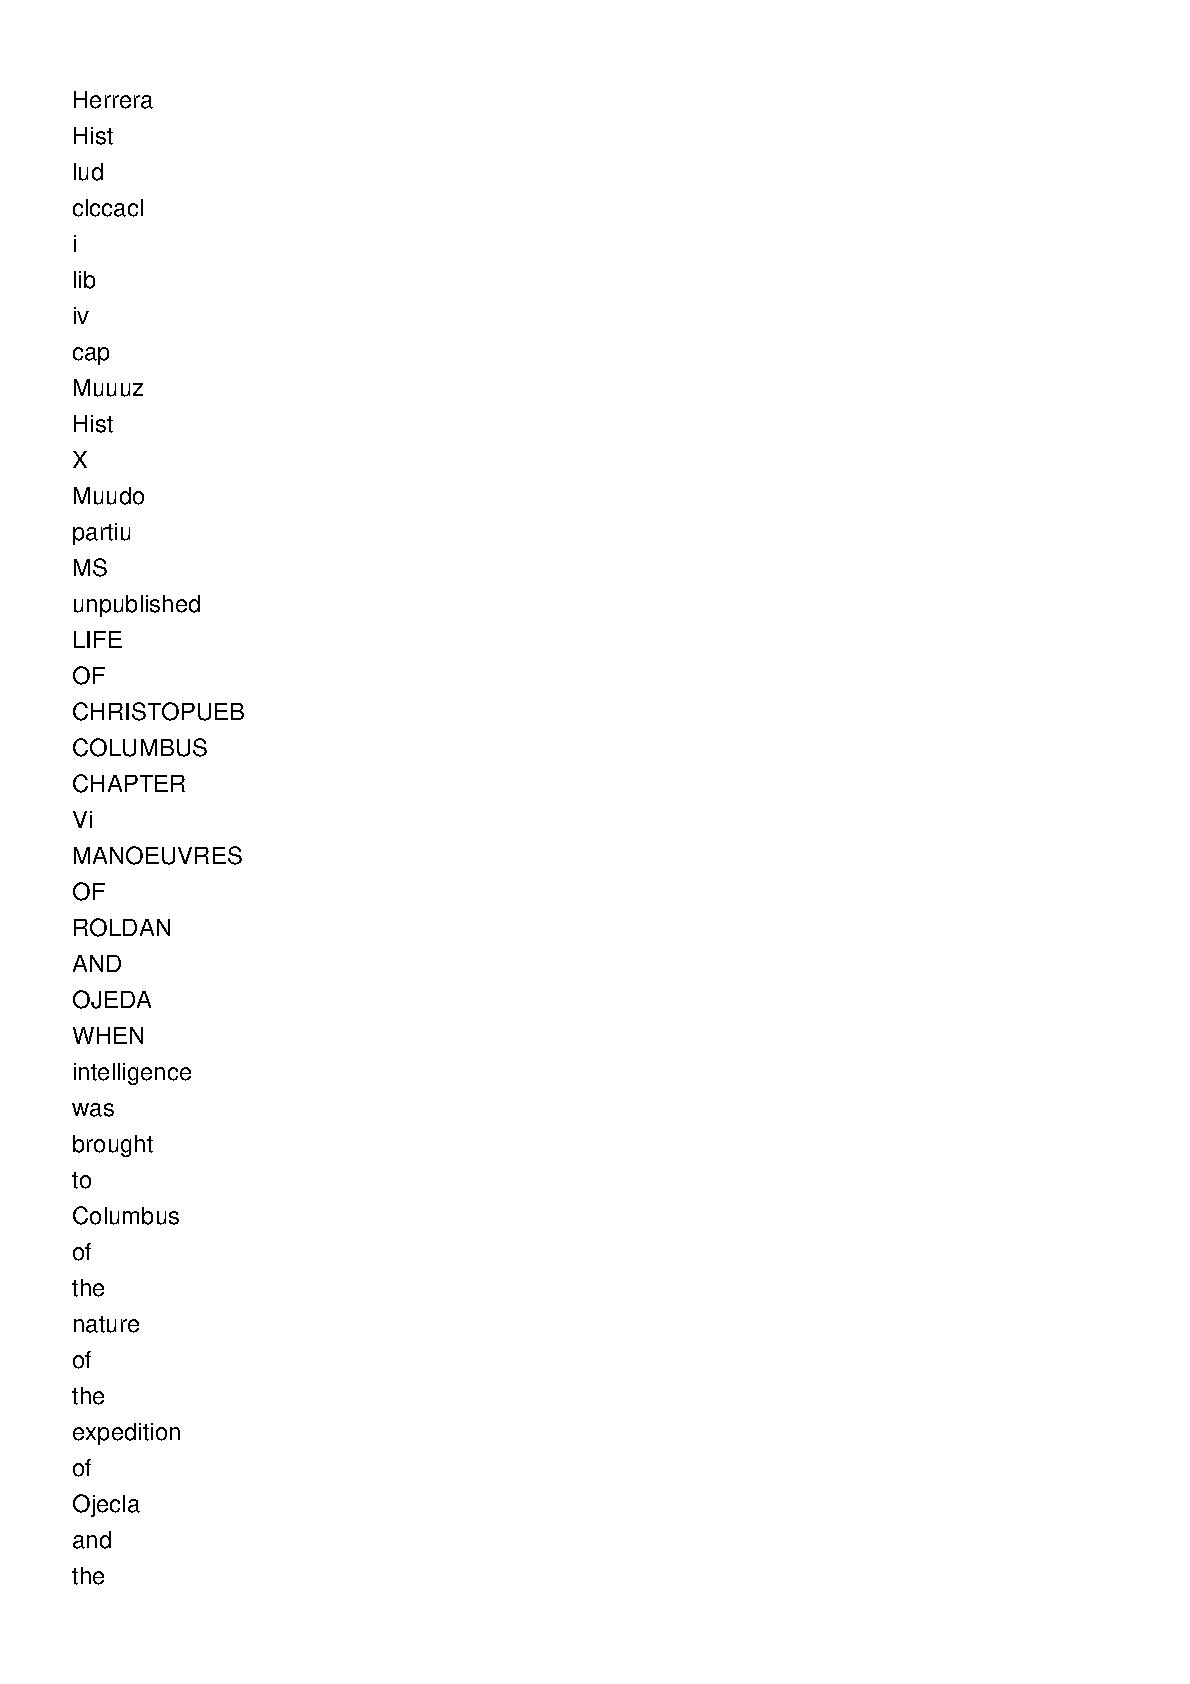 Herrera
Hist
lud
clccacl
i
lib
iv
cap
Muuuz
Hist
X
Muudo
partiu
MS
unpublished
LIFE
OF
CHRISTOPUEB
COLUMBUS
CHAPTER
Vi
MANOEUVRES
OF
ROLDAN
AND
OJEDA
WHEN
intelligence
was
brought
to
Columbus
of
the
nature
of
the
expedition
of
Ojecla
and
the